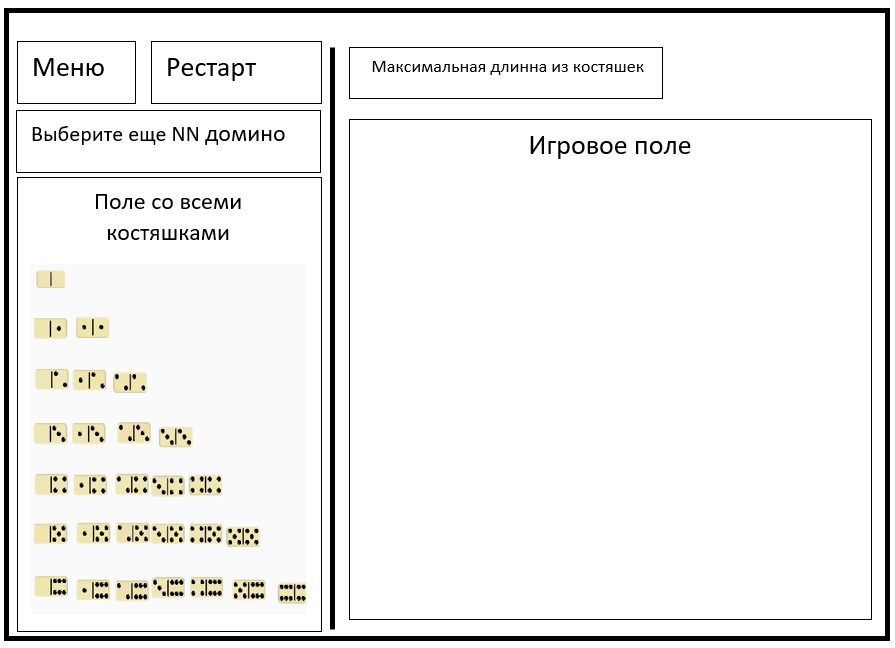 Меню
Рестарт
Выберите еще NN домино
Поле со всеми
костяшками
Максимальная длинна из костяшек
Игровое поле